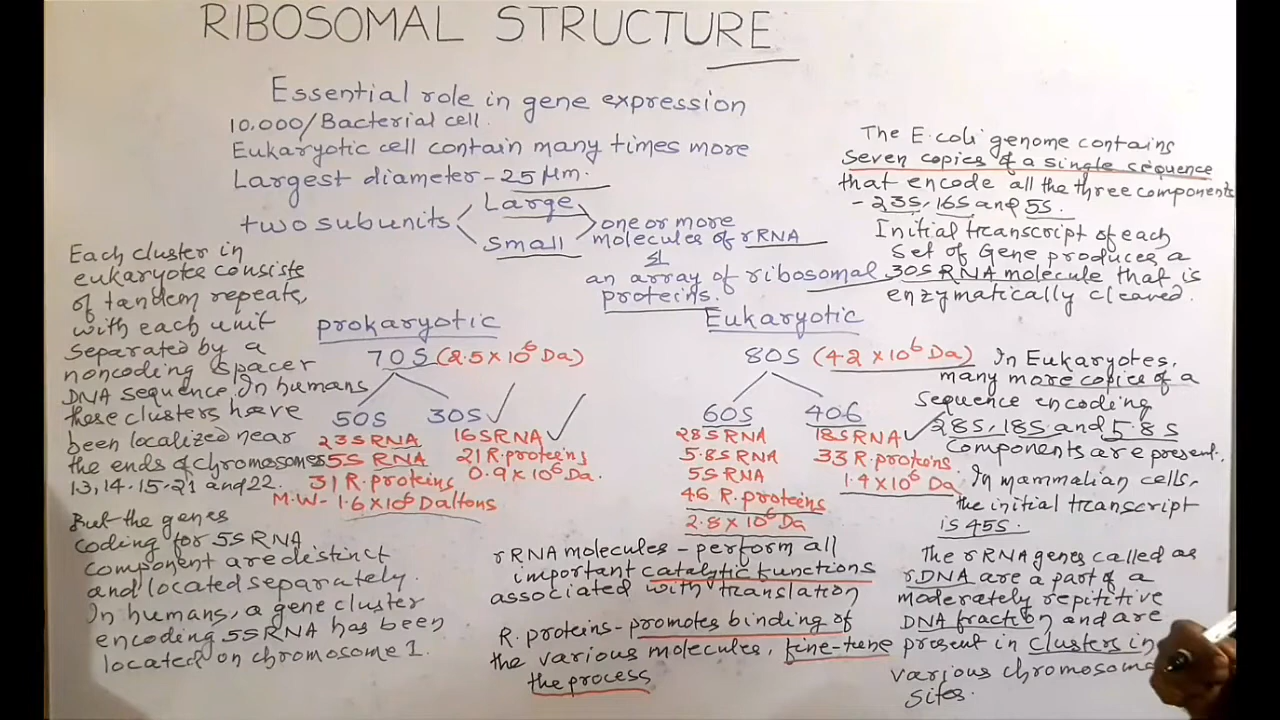 RIBOSOMAL STRUCTURE
Essential role in gene expression
10,000/Bacterial cell.
Eukaryotic cell contain many times more
Largest diameter - 25 μm.
two subunits
Large
Small
one or more
molecules of rRNA
&
an array of ribosomal
proteins.
The E.coli genome contains
Seven copies of a single sequence
that encode all the three components
- 23S, 16S and 5S.
Initial transcript of each
Set of Gene produces a
30S RNA molecule that is
enzymatically cleaved.
Each cluster in
eukaryotes consists
of tandem repeats,
with each unit
separated by a
noncoding spacer
DNA sequence. In humans
these clusters have
been localized near
the ends of chromosomes
13, 14, 15, 21 and 22.
But the genes
coding for 5S RNA
component are distinct
and located separately.
In humans, a gene cluster
encoding 5S RNA has been
located on chromosome 1.
prokaryotic
70S (2.5 x 10⁶ Da)
50S 30S
23S RNA
5S RNA
31 R. proteins
M.W - 1.6 x 10⁶ Daltons
16S RNA
21 R. proteins
0.9 x 10⁶ Da.
Eukaryotic
80S (4.2 x 10⁶ Da)
60S 406
28S RNA
5.8S RNA
5S RNA
46 R. proteins
2.8 x 10⁶ Da
18S RNA
33 R. proteins
1.4 x 10⁶ Da
In Eukaryotes,
many more copies of a
sequence encoding
28S, 18S and 5.8S
components are present.
In mammalian cells,
the initial transcript
is 45S.
The rRNA genes called as
rDNA are a part of a
moderately repititive
DNA fraction and are
present in clusters in
various chromosoma
sites.
rRNA molecules - perform all
important catalytic functions
associated with translation
R. proteins - promotes binding of
the various molecules, fine-tune
the process